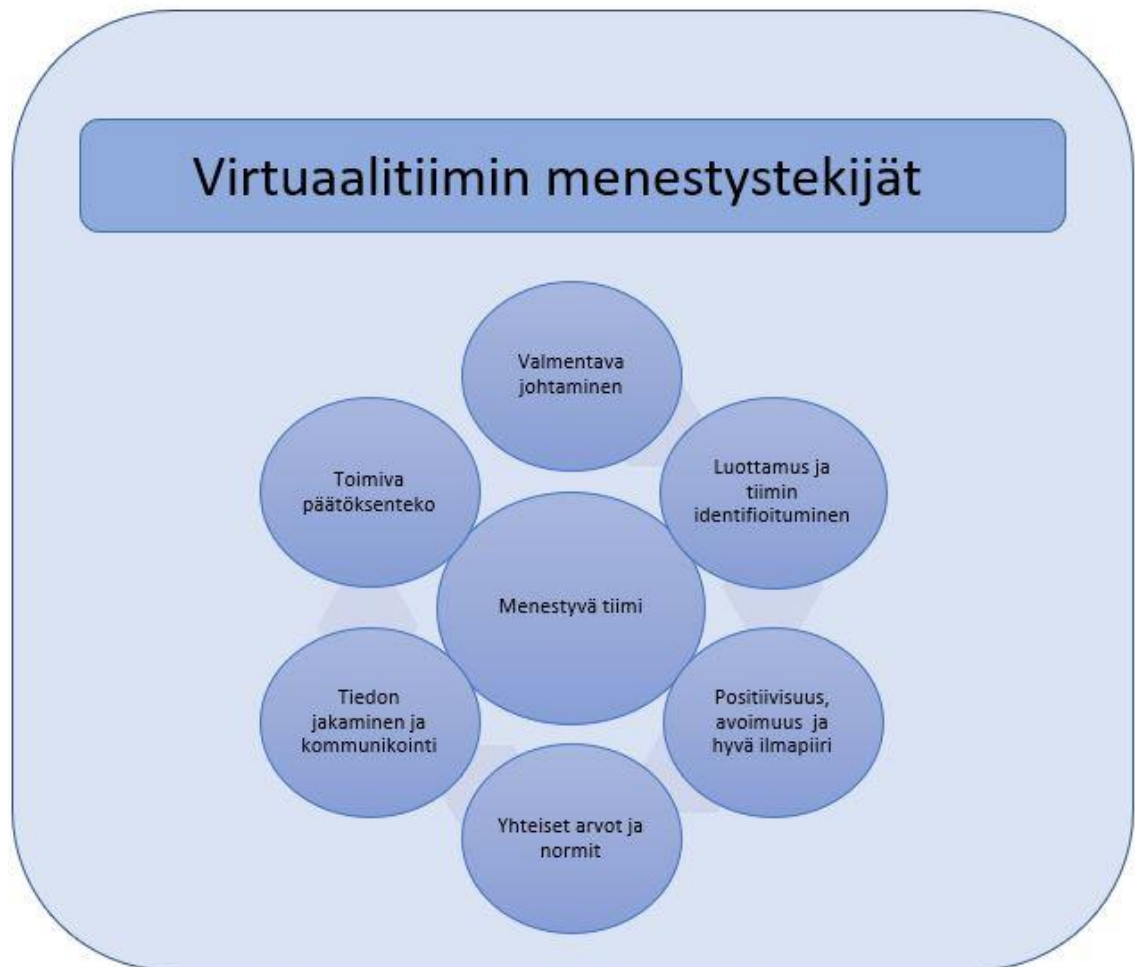 Virtuaalitiimin menestystekijät
Valmentava
johtaminen
Luottamus ja
tiimin
identifioituminen
Positiivisuus,
avoimuus ja
hyvä ilmapiiri
Yhteiset arvot ja
normit
Tiedon
jakaminen ja
kommunikointi
Toimiva
päätöksenteko
Menestyvä tiimi